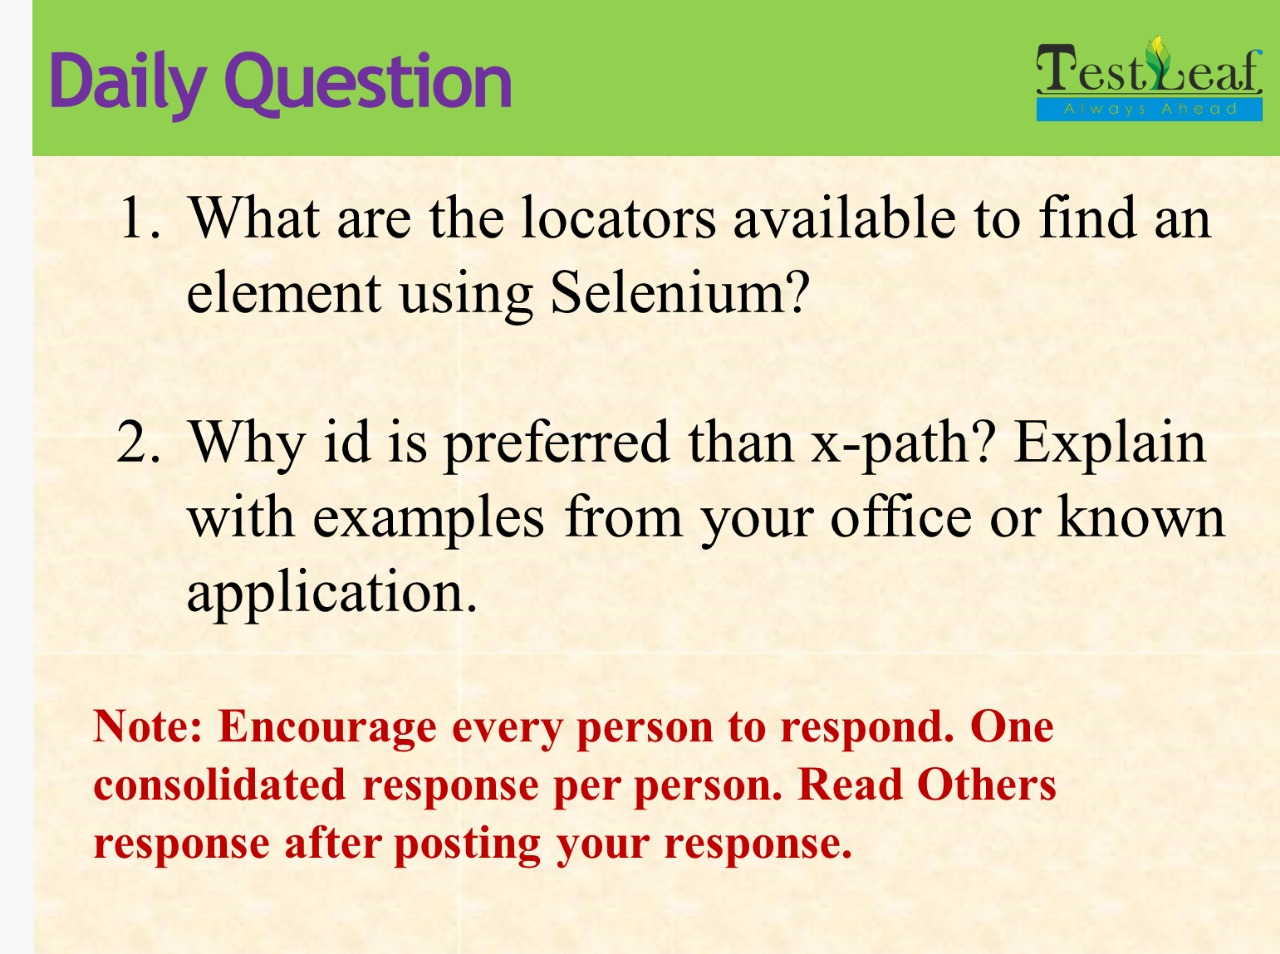 Daily Question
TestLeaf
Always Ahead
1. What are the locators available to find an
element using Selenium?
2. Why id is preferred than x-path? Explain
with examples from your office or known
application.
Note: Encourage every person to respond. One
consolidated response per person. Read Others
response after posting your response.